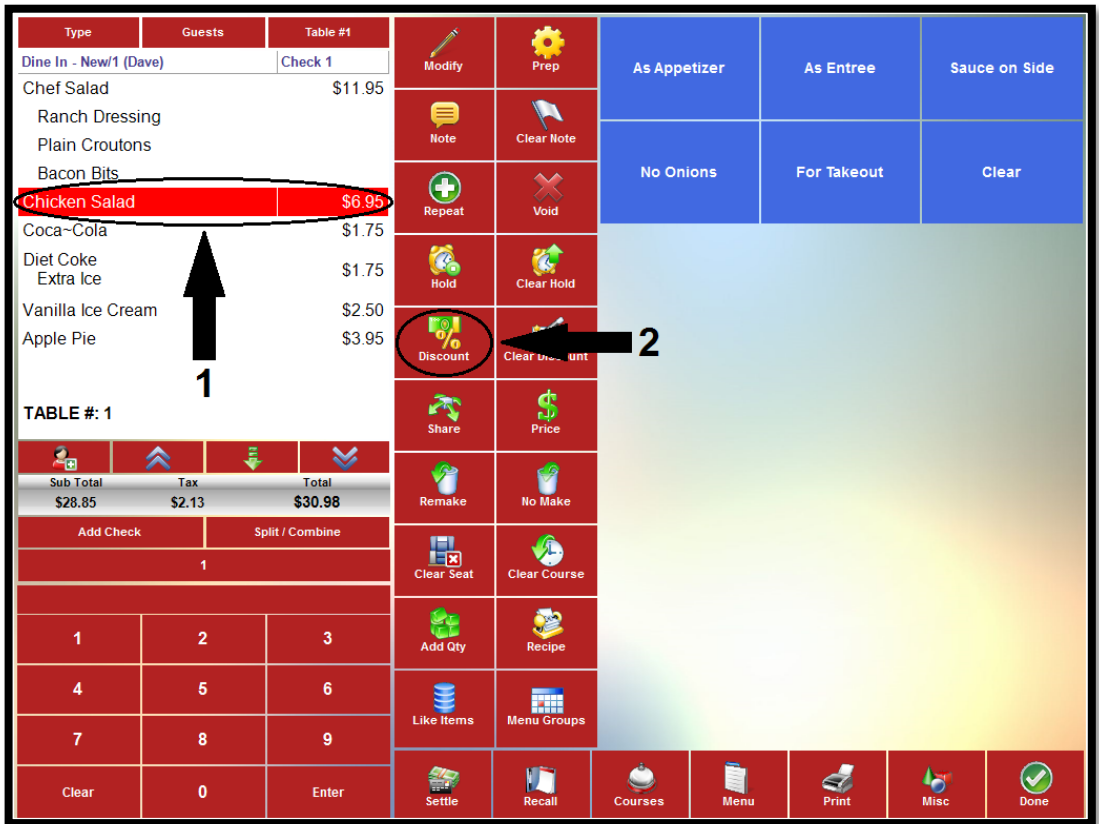 Type Guests Table #1
Dine In - New/1 (Dave) Check 1
Chef Salad $11.95
Ranch Dressing
Plain Croutons
Bacon Bits
Chicken Salad $6.95
Coca~Cola $1.75
Diet Coke $1.75
Extra Ice
Vanilla Ice Cream $2.50
Apple Pie $3.95
1
TABLE #: 1
Sub Total Tax Total
$28.85 $2.13 $30.98
Add Check Split / Combine
1
1 2 3
4 5 6
7 8 9
Clear 0 Enter
Modify Prep
Note Clear Note
Repeat Void
Hold Clear Hold
Discount Clear Discount
2
Share Price
Remake No Make
Clear Seat Clear Course
Add Qty Recipe
Like Items Menu Groups
As Appetizer As Entree Sauce on Side
No Onions For Takeout Clear
Settle Recall Courses Menu Print Misc Done